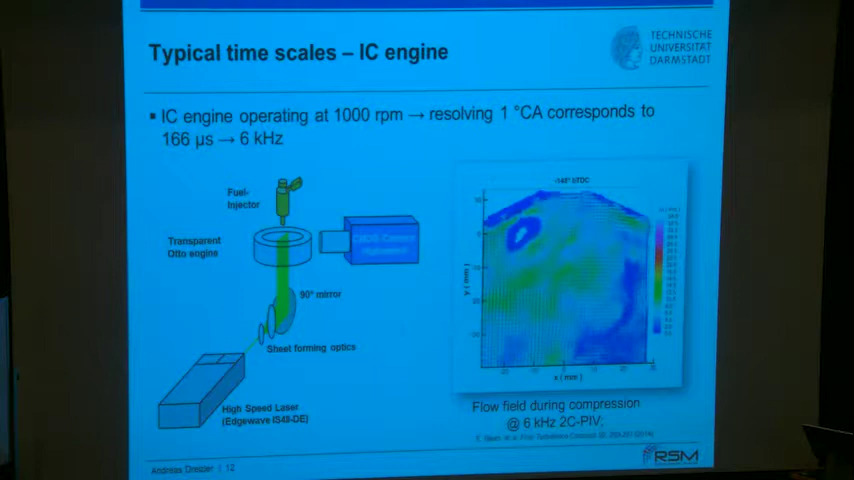 Typical time scales – IC engine
TECHNISCHE
UNIVERSITÄT
DARMSTADT
▪ IC engine operating at 1000 rpm → resolving 1 °CA corresponds to
166 µs → 6 kHz
Fuel-
Injector
Transparent
Otto engine
90° mirror
Sheet forming optics
High Speed Laser
(Edgewave IS4II-DE)
y ( mm )
x ( mm )
Flow field during compression
@ 6 kHz 2C-PIV;
Andreas Dreizler | 12
RSM